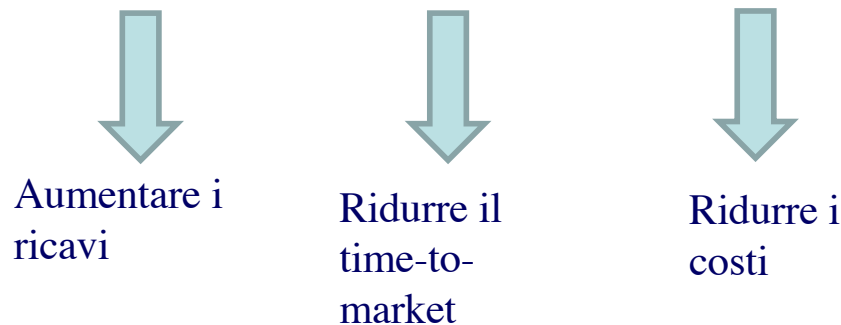 Aumentare i
ricavi
Ridurre il
time-to-
market
Ridurre i
costi